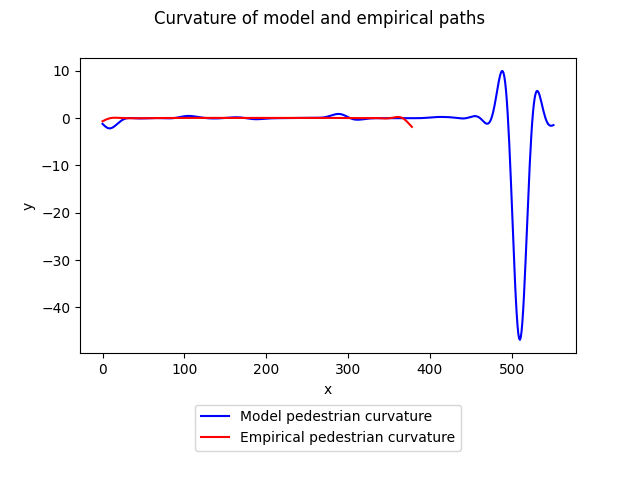 Curvature of model and empirical paths
10
0
−10
−20
−30
−40
y
0 100 200 300 400 500
x
Model pedestrian curvature
Empirical pedestrian curvature